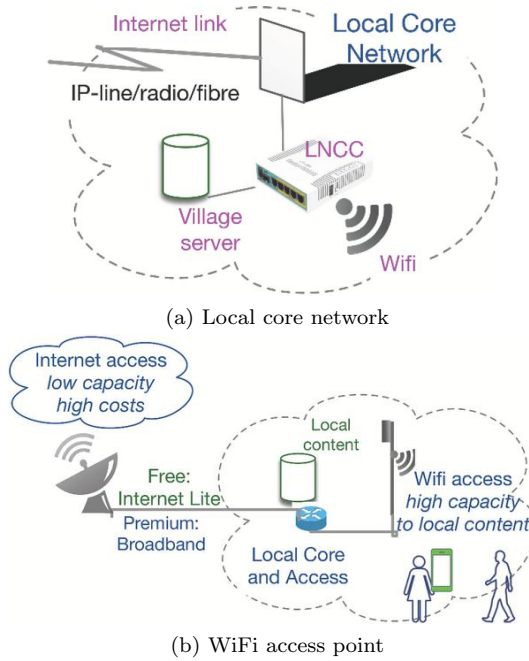 Internet link
Local Core
Network
IP-line/radio/fibre
LNCC
Village
server
Wifi
(a) Local core network
Internet access
low capacity
high costs
Local
content
Free:
Internet Lite
Premium:
Broadband
Wifi access
high capacity
to local content
Local Core
and Access
(b) WiFi access point